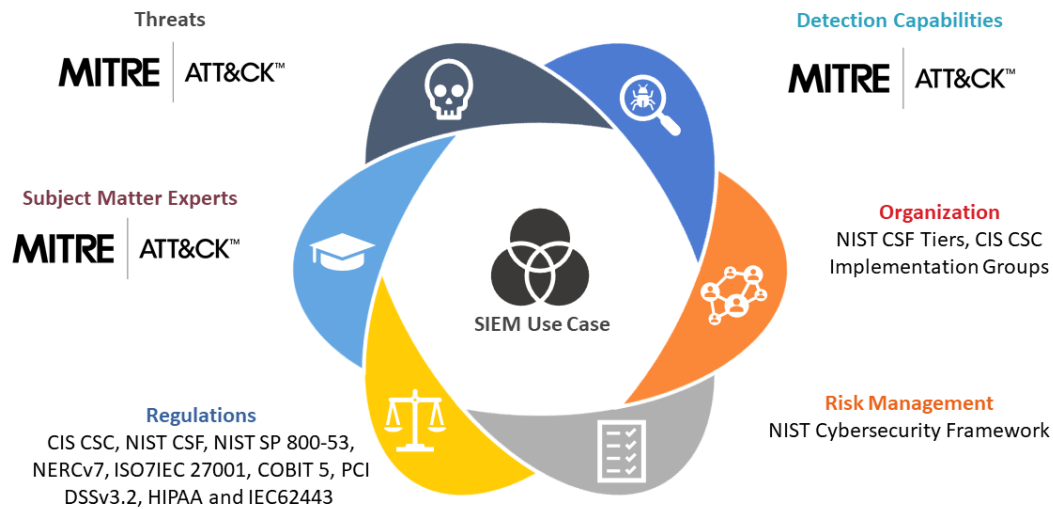 Threats
MITRE ATT&CK™
Detection Capabilities
MITRE ATT&CK™
Subject Matter Experts
MITRE ATT&CK™
Organization
NIST CSF Tiers, CIS CSC
Implementation Groups
SIEM Use Case
Regulations
CIS CSC, NIST CSF, NIST SP 800-53,
NERCv7, ISO7IEC 27001, COBIT 5, PCI
DSSv3.2, HIPAA and IEC62443
Risk Management
NIST Cybersecurity Framework